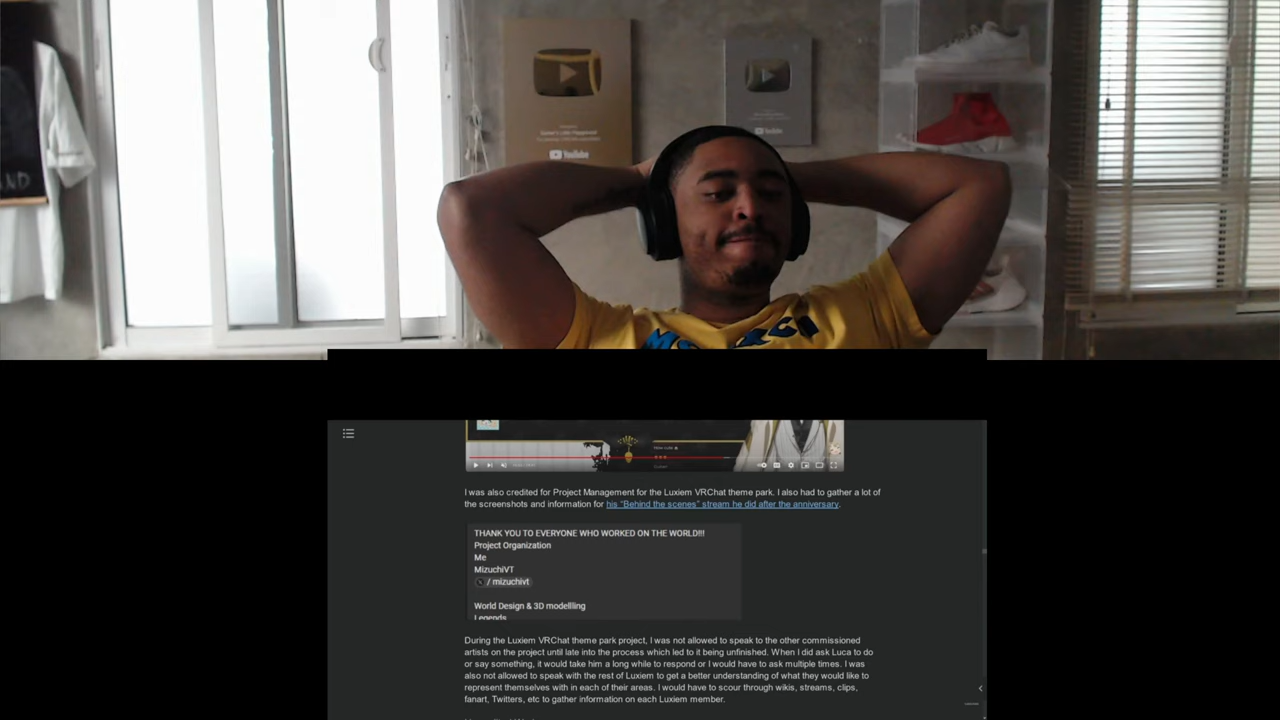 ND
YouTube
YouTube
I was also credited for Project Management for the Luxiem VRChat theme park. I also had to gather a lot of
the screenshots and information for his "Behind the scenes" stream he did after the anniversary.
THANK YOU TO EVERYONE WHO WORKED ON THE WORLD!!!
Project Organization
Me
MizuchiVT
/ mizuchivt
World Design & 3D modellling
Legends
During the Luxiem VRChat theme park project, I was not allowed to speak to the other commissioned
artists on the project until late into the process which led to it being unfinished. When I did ask Luca to do
or say something, it would take him a long while to respond or I would have to ask multiple times. I was
also not allowed to speak with the rest of Luxiem to get a better understanding of what they would like to
represent themselves with in each of their areas. I would have to scour through wikis, streams, clips,
fanart, Twitters, etc to gather information on each Luxiem member.